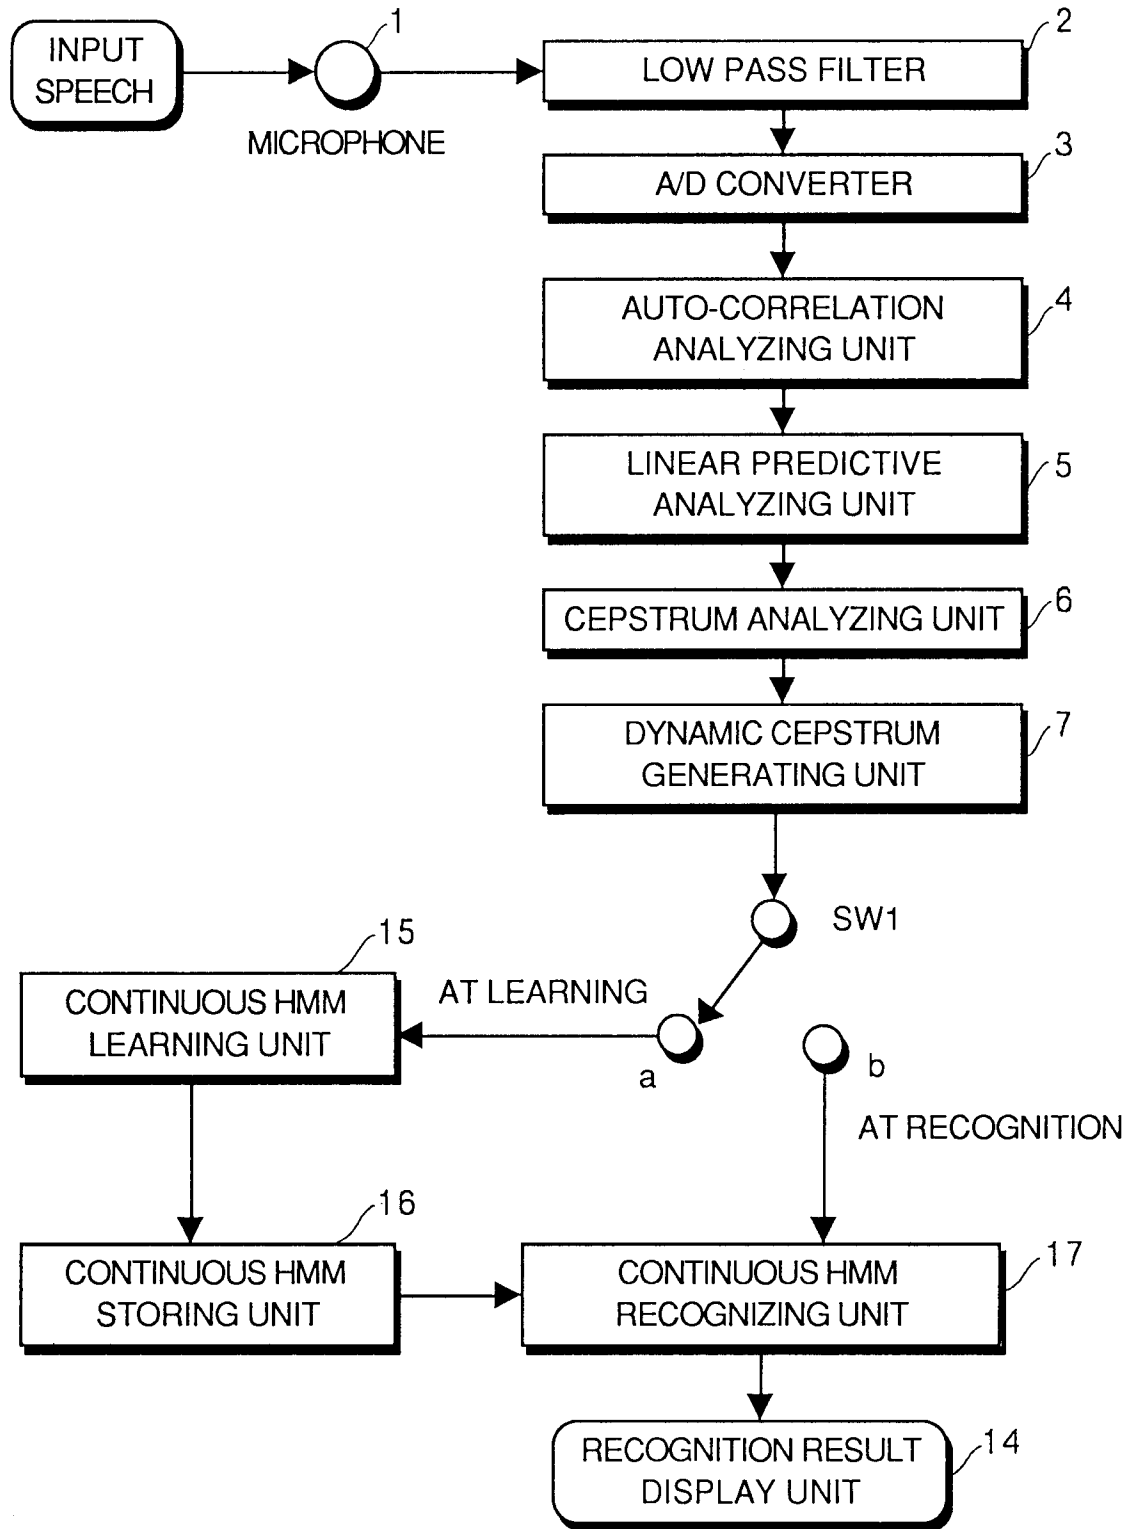 INPUT
SPEECH
1
MICROPHONE
2
LOW PASS FILTER
3
A/D CONVERTER
4
AUTO-CORRELATION
ANALYZING UNIT
5
LINEAR PREDICTIVE
ANALYZING UNIT
6
CEPSTRUM ANALYZING UNIT
7
DYNAMIC CEPSTRUM
GENERATING UNIT
SW1
15
CONTINUOUS HMM
LEARNING UNIT
AT LEARNING
a
b
AT RECOGNITION
16
CONTINUOUS HMM
STORING UNIT
17
CONTINUOUS HMM
RECOGNIZING UNIT
14
RECOGNITION RESULT
DISPLAY UNIT